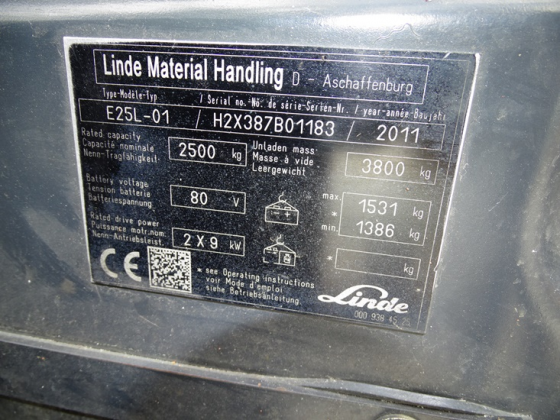 Linde Material Handling D - Aschaffenburg
Type-Modèle-Typ / Serial no.-No. de série-Serien-Nr. / year-année-Baujahr
E25L-01 / H2X387B01183 / 2011
Rated capacity
Capacité nominale
Nenn-Tragfähigkeit
2500 kg
Unladen mass
Masse à vide
Leergewicht
3800 kg
Battery voltage
Tension batterie
Batteriespannung
80 V
max. 1531 kg
*
min. 1386 kg
*
Rated drive power
Puissance motr.nom.
Nenn-Antriebsleist.
2 X 9 kW
* kg
CE
* see Operating instructions
voir Mode d'emploi
siehe Betriebsanleitung
Linde
000 938